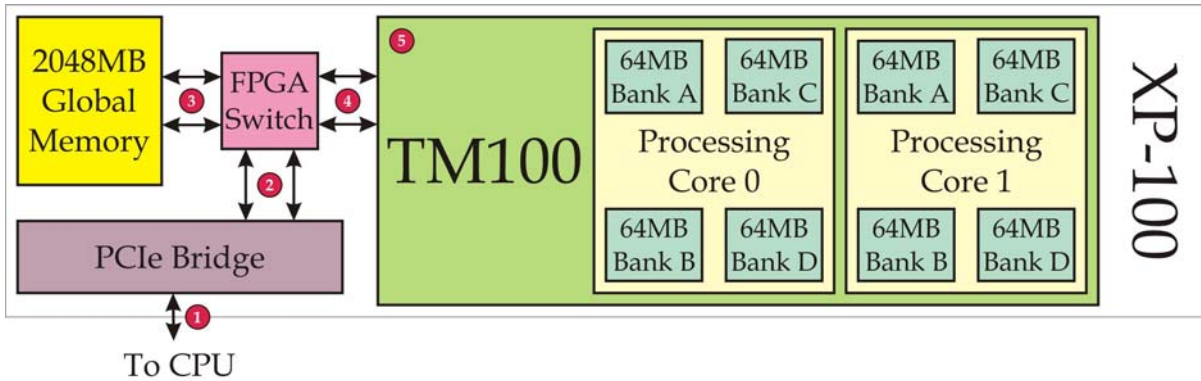 2048MB
Global
Memory
3
FPGA
Switch
2
4
PCIe Bridge
1
To CPU
5
TM100
64MB
Bank A
64MB
Bank C
Processing
Core 0
64MB
Bank B
64MB
Bank D
64MB
Bank A
64MB
Bank C
Processing
Core 1
64MB
Bank B
64MB
Bank D
XP-100